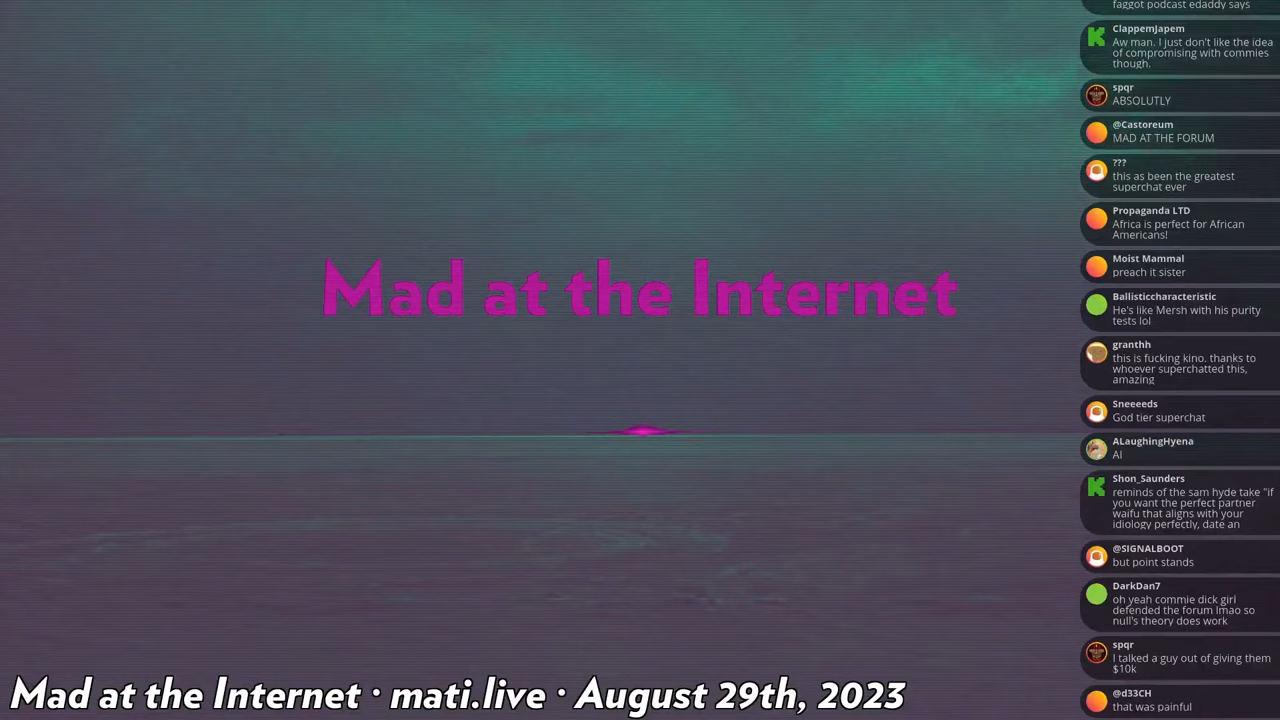 Mad at the Internet
Mad at the Internet · mati.live · August 29th, 2023
faggot podcast edaddy says
ClappemJapem
Aw man. I just don't like the idea
of compromising with commies
though.
spqr
ABSOLUTLY
@Castoreum
MAD AT THE FORUM
???
this as been the greatest
superchat ever
Propaganda LTD
Africa is perfect for African
Americans!
Moist Mammal
preach it sister
Ballisticcharacteristic
He's like Mersh with his purity
tests lol
granthh
this is fucking kino. thanks to
whoever superchatted this,
amazing
Sneeeeds
God tier superchat
ALaughingHyena
AI
Shon_Saunders
reminds of the sam hyde take "if
you want the perfect partner
waifu that aligns with your
idiology perfectly, date an
@SIGNALBOOT
but point stands
DarkDan7
oh yeah commie dick girl
defended the forum lmao so
null's theory does work
spqr
I talked a guy out of giving them
$10k
@d33CH
that was painful